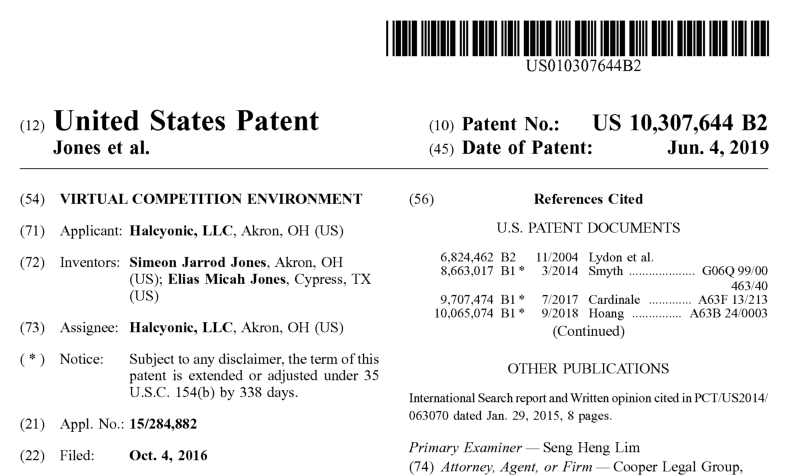 US010307644B2
(12) United States Patent
Jones et al.
(10) Patent No.: US 10,307,644 B2
(45) Date of Patent: Jun. 4, 2019
(54) VIRTUAL COMPETITION ENVIRONMENT
(71) Applicant: Halcyonic, LLC, Akron, OH (US)
(72) Inventors: Simeon Jarrod Jones, Akron, OH
(US); Elias Micah Jones, Cypress, TX
(US)
(73) Assignee: Halcyonic, LLC, Akron, OH (US)
( * ) Notice: Subject to any disclaimer, the term of this
patent is extended or adjusted under 35
U.S.C. 154(b) by 338 days.
(21) Appl. No.: 15/284,882
(22) Filed: Oct. 4, 2016
(56) References Cited
U.S. PATENT DOCUMENTS
6,824,462 B2 11/2004 Lydon et al.
8,663,017 B1 * 3/2014 Smyth .................... G06Q 99/00
463/40
9,707,474 B1 * 7/2017 Cardinale ............ A63F 13/213
10,065,074 B1 * 9/2018 Hoang ............... A63B 24/0003
(Continued)
OTHER PUBLICATIONS
International Search report and Written opinion cited in PCT/US2014/
063070 dated Jan. 29, 2015, 8 pages.
Primary Examiner — Seng Heng Lim
(74) Attorney, Agent, or Firm — Cooper Legal Group,